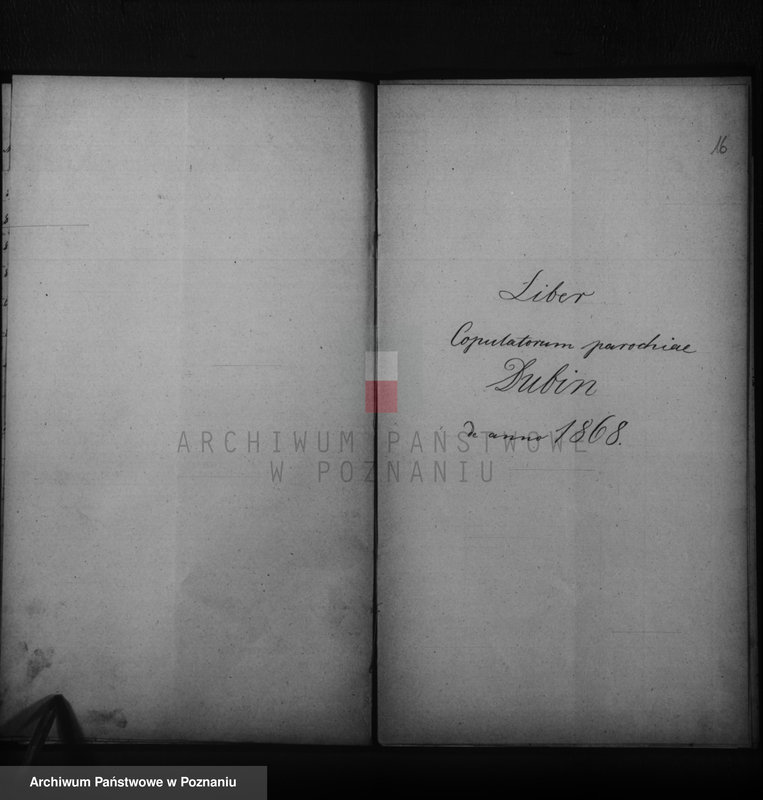 16
Liber
Copulatorum parochiae
Dubin
de anno 1868.
ARCHIWUM PAŃSTWOWE
W POZNANIU
Archiwum Państwowe w Poznaniu